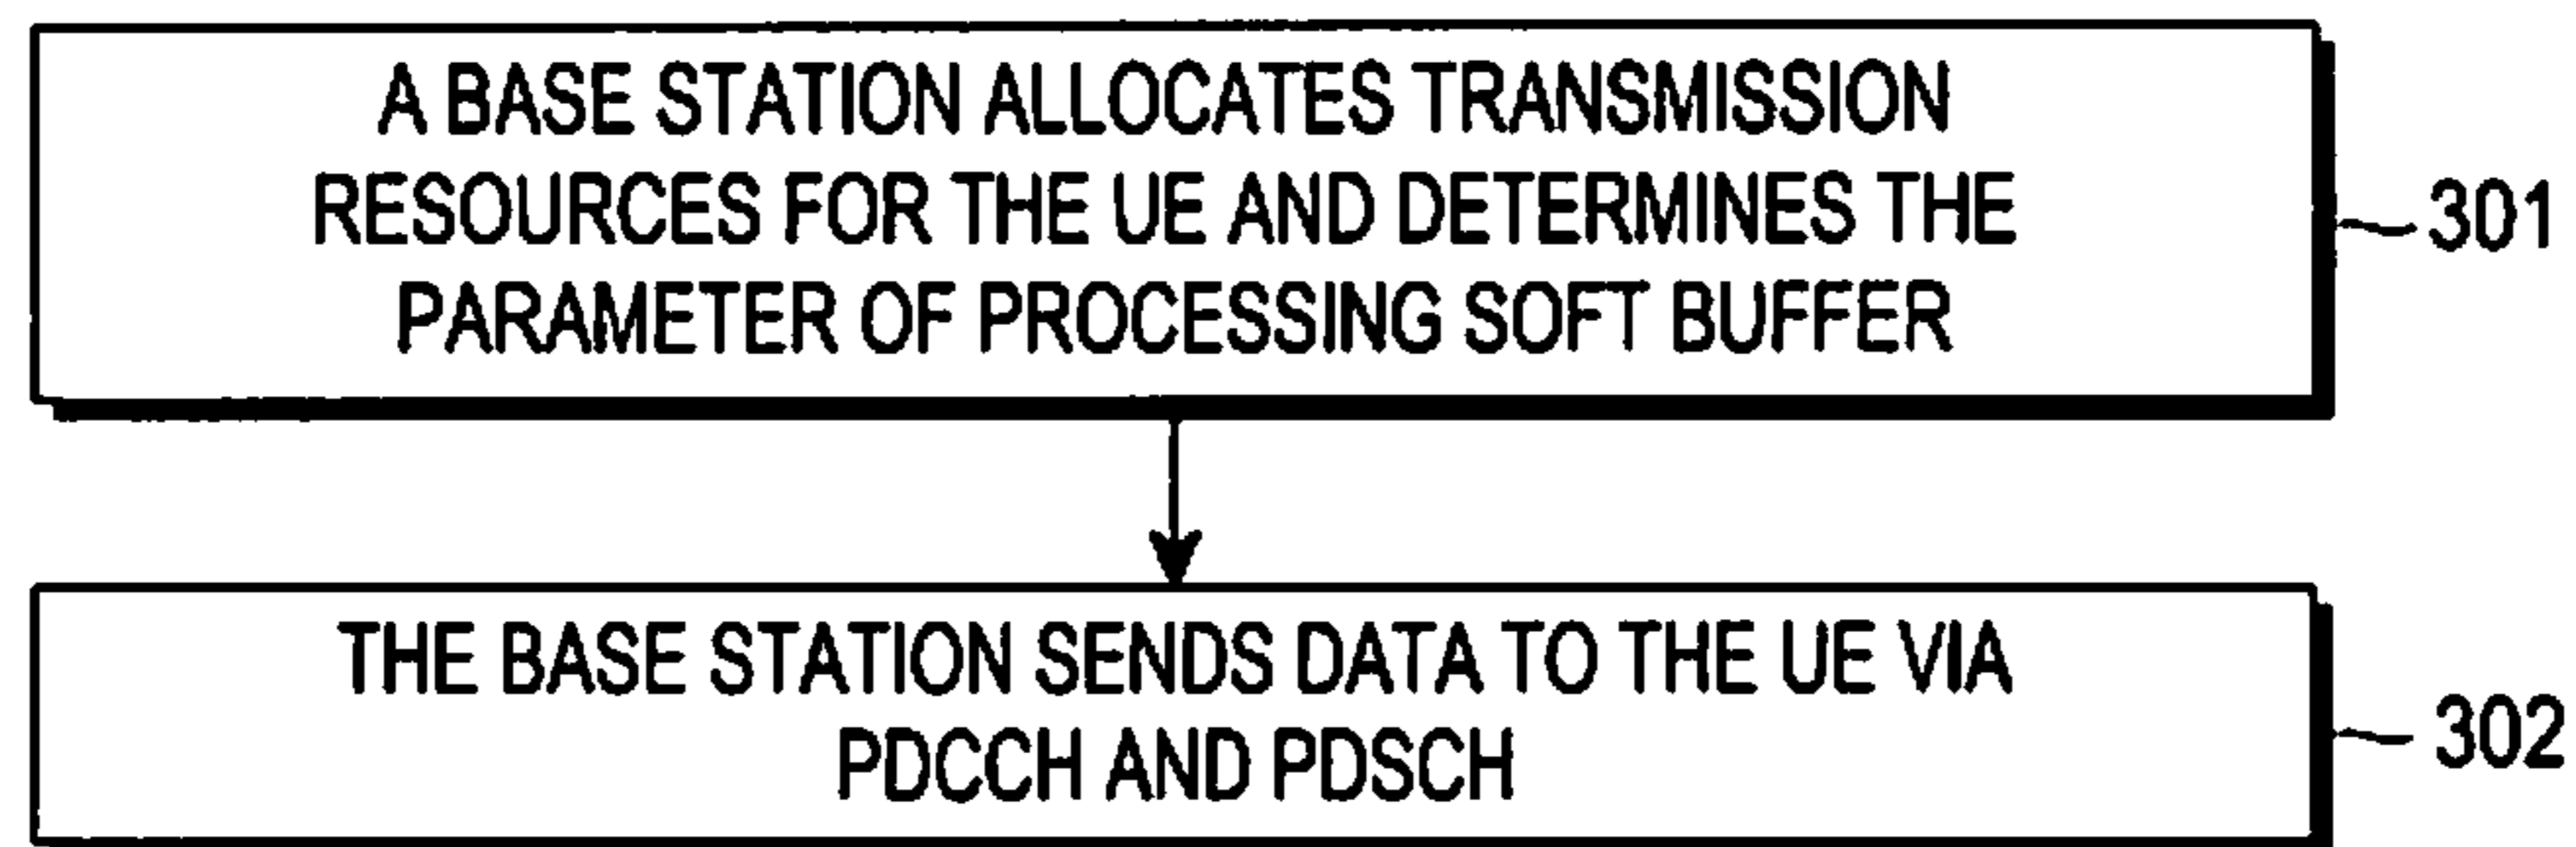 A BASE STATION ALLOCATES TRANSMISSION
RESOURCES FOR THE UE AND DETERMINES THE
PARAMETER OF PROCESSING SOFT BUFFER
301
THE BASE STATION SENDS DATA TO THE UE VIA
PDCCH AND PDSCH
302